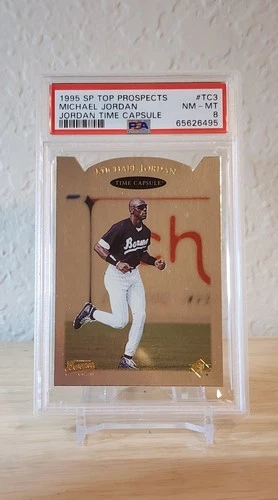 1995 SP TOP PROSPECTS #TC3
MICHAEL JORDAN NM - MT
JORDAN TIME CAPSULE PSA 8
65626495
MICHAEL JORDAN
TIME CAPSULE
Barons
ch